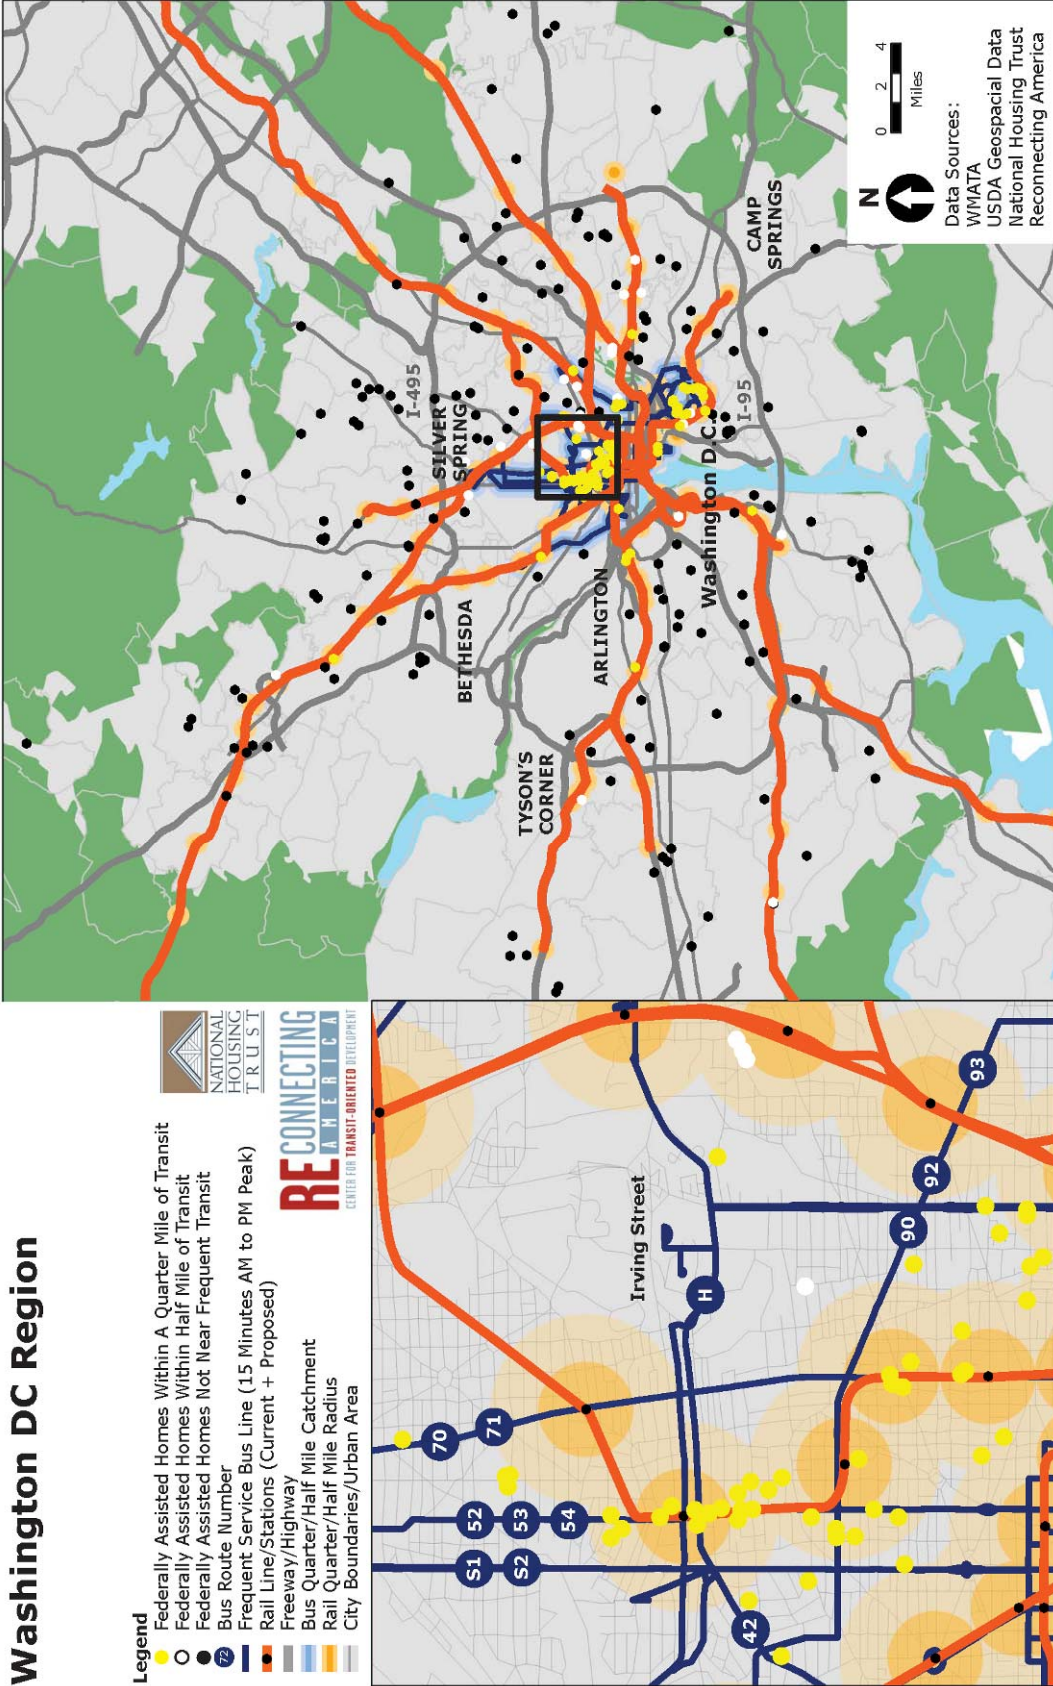 Washington DC Region
Legend
Federally Assisted Homes Within A Quarter Mile of Transit
Federally Assisted Homes Within Half Mile of Transit
Federally Assisted Homes Not Near Frequent Transit
72
Bus Route Number
Frequent Service Bus Line (15 Minutes AM to PM Peak)
Rail Line/Stations (Current + Proposed)
Freeway/Highway
Bus Quarter/Half Mile Catchment
Rail Quarter/Half Mile Radius
City Boundaries/Urban Area
NATIONAL
HOUSING
TRUST
RECONNECTING
AMERICA
CENTER FOR TRANSIT-ORIENTED DEVELOPMENT
S1
52
70
S2
53
71
54
Irving Street
H
42
90
92
93
I-495
SILVER
SPRING
BETHESDA
TYSON'S
CORNER
ARLINGTON
Washington D.C.
I-95
CAMP
SPRINGS
N
0 2 4
Miles
Data Sources:
WMATA
USDA Geospacial Data
National Housing Trust
Reconnecting America